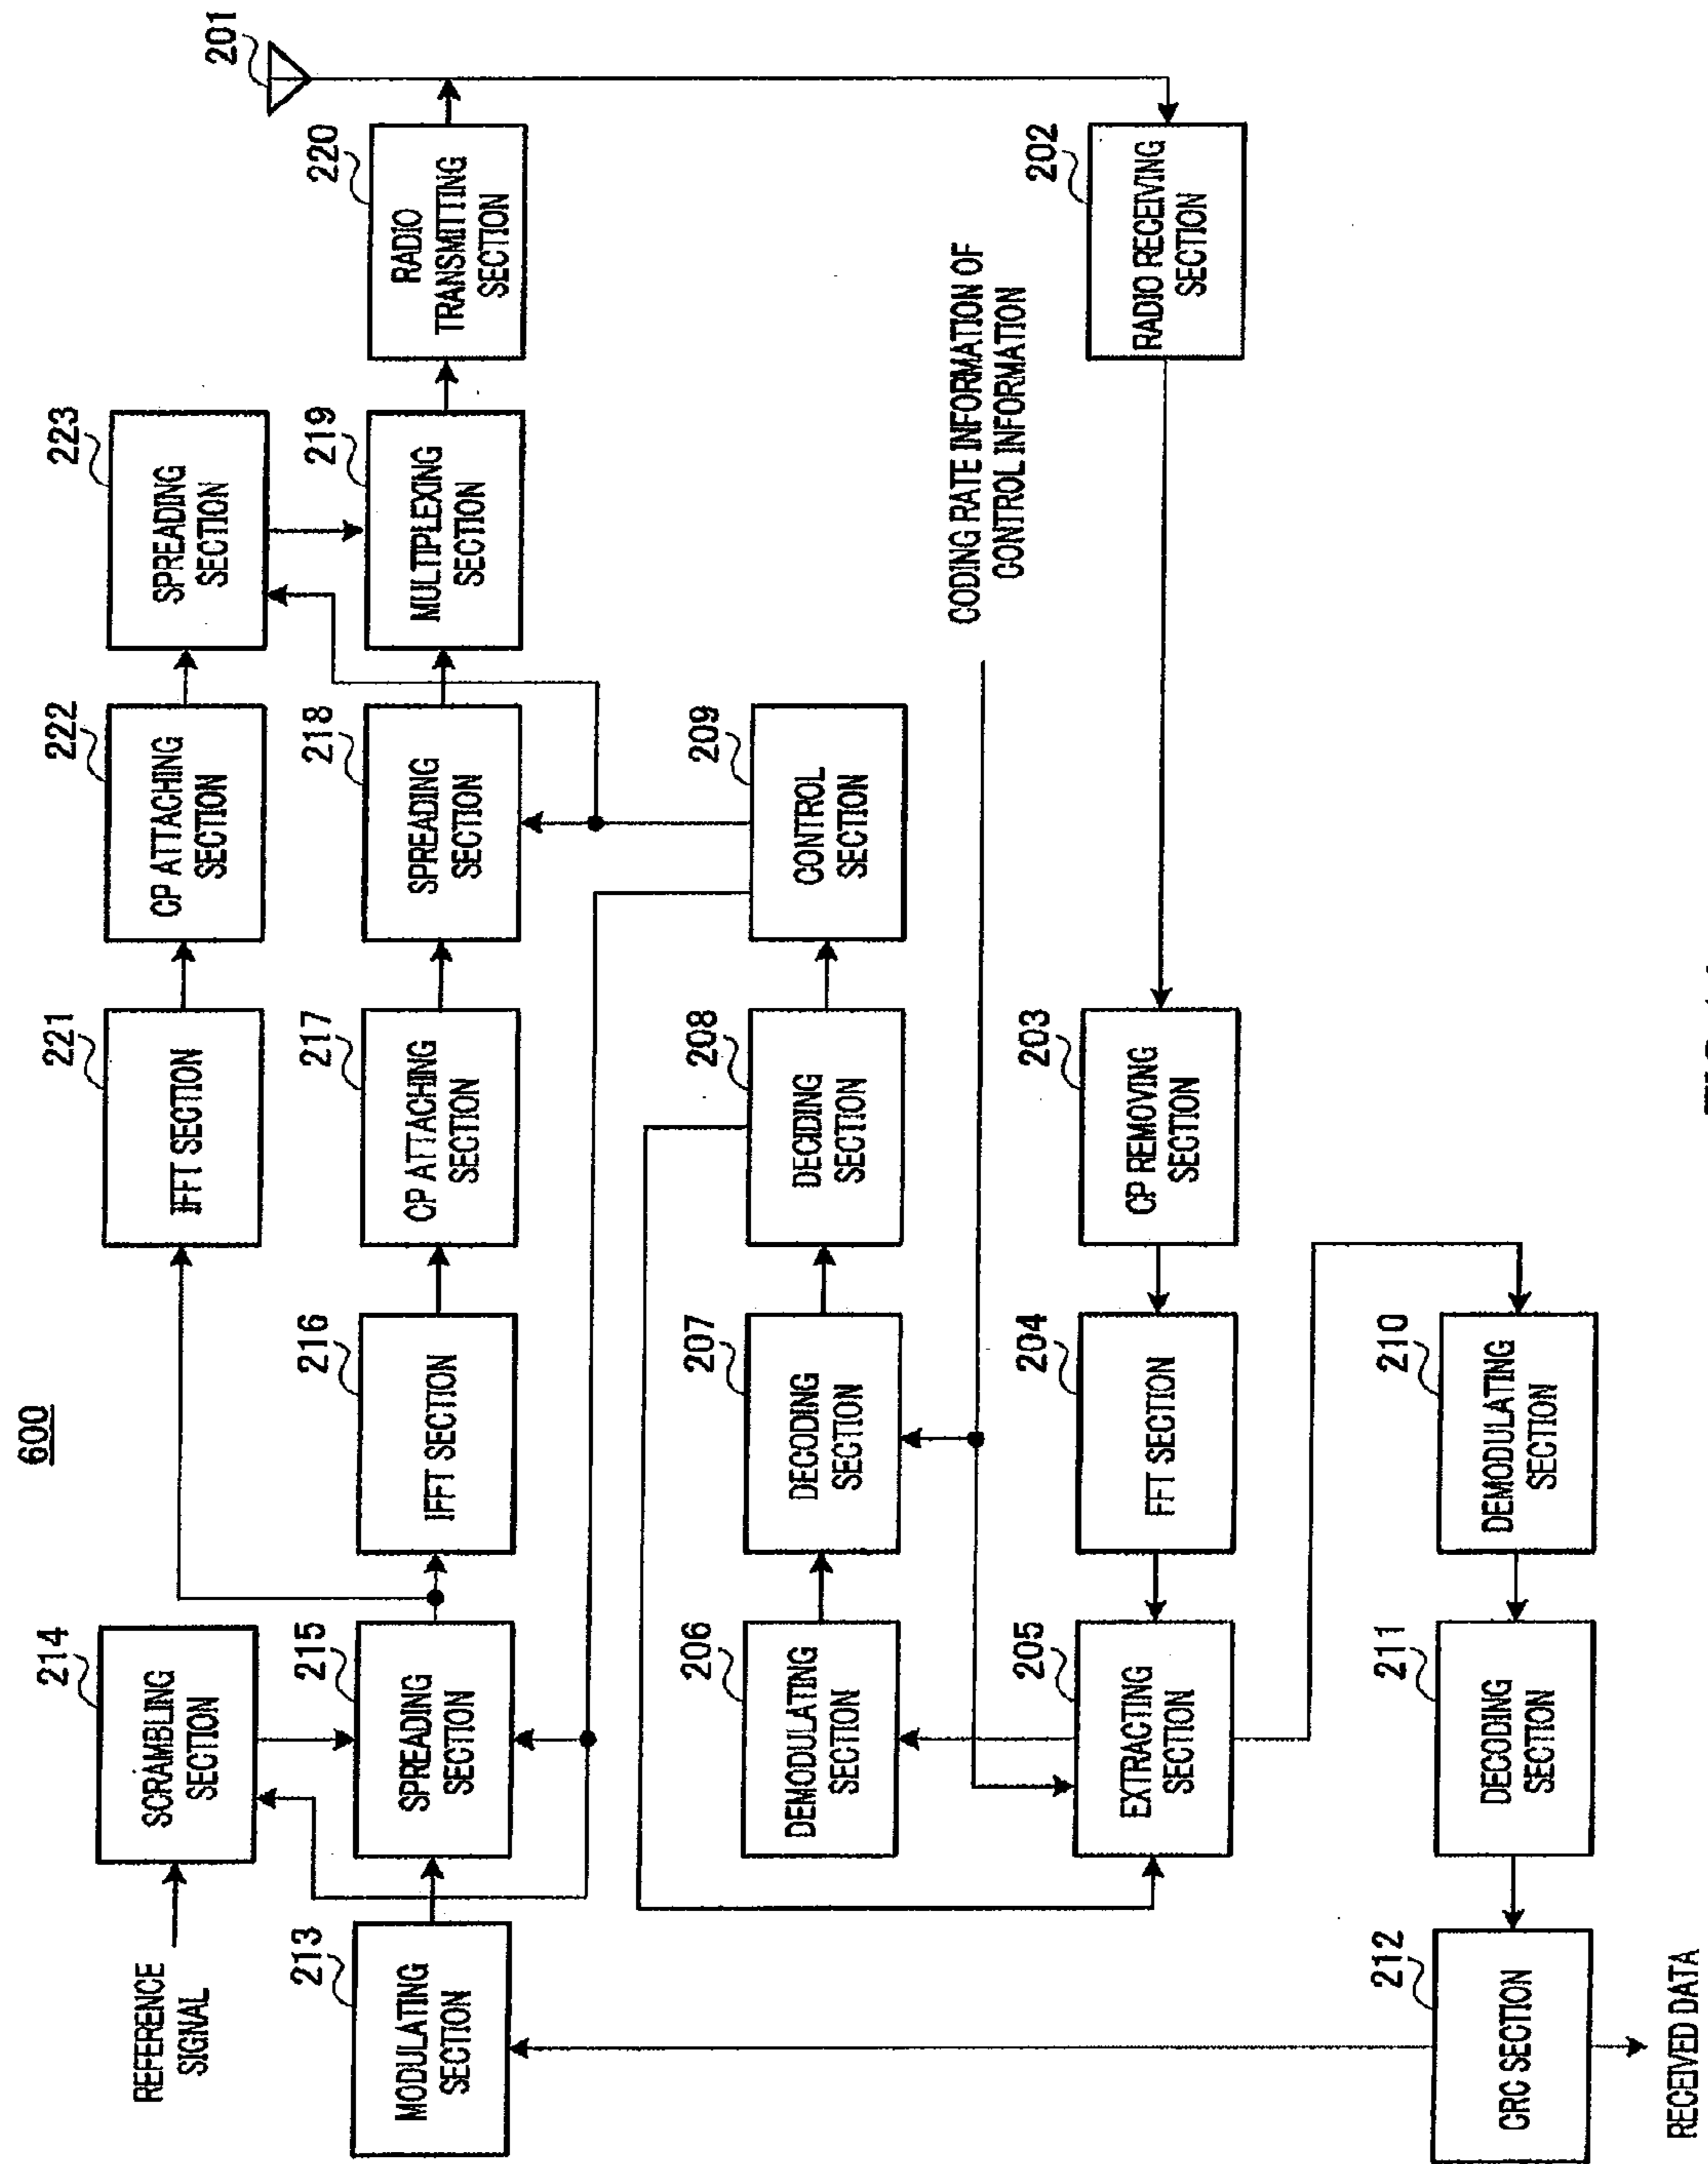 600
REFERENCE
SIGNAL
214
SCRAMBLING
SECTION
221
IFFT SECTION
222
CP ATTACHING
SECTION
223
SPREADING
SECTION
201
213
MODULATING
SECTION
215
SPREADING
SECTION
216
IFFT SECTION
217
CP ATTACHING
SECTION
218
SPREADING
SECTION
219
MULTIPLEXING
SECTION
220
RADIO
TRANSMITTING
SECTION
206
DEMODULATING
SECTION
207
DECODING
SECTION
208
DECIDING
SECTION
209
CONTROL
SECTION
CODING RATE INFORMATION OF
CONTROL INFORMATION
205
EXTRACTING
SECTION
204
FFT SECTION
203
CP REMOVING
SECTION
202
RADIO RECEIVING
SECTION
212
CRC SECTION
211
DECODING
SECTION
210
DEMODULATING
SECTION
RECEIVED DATA